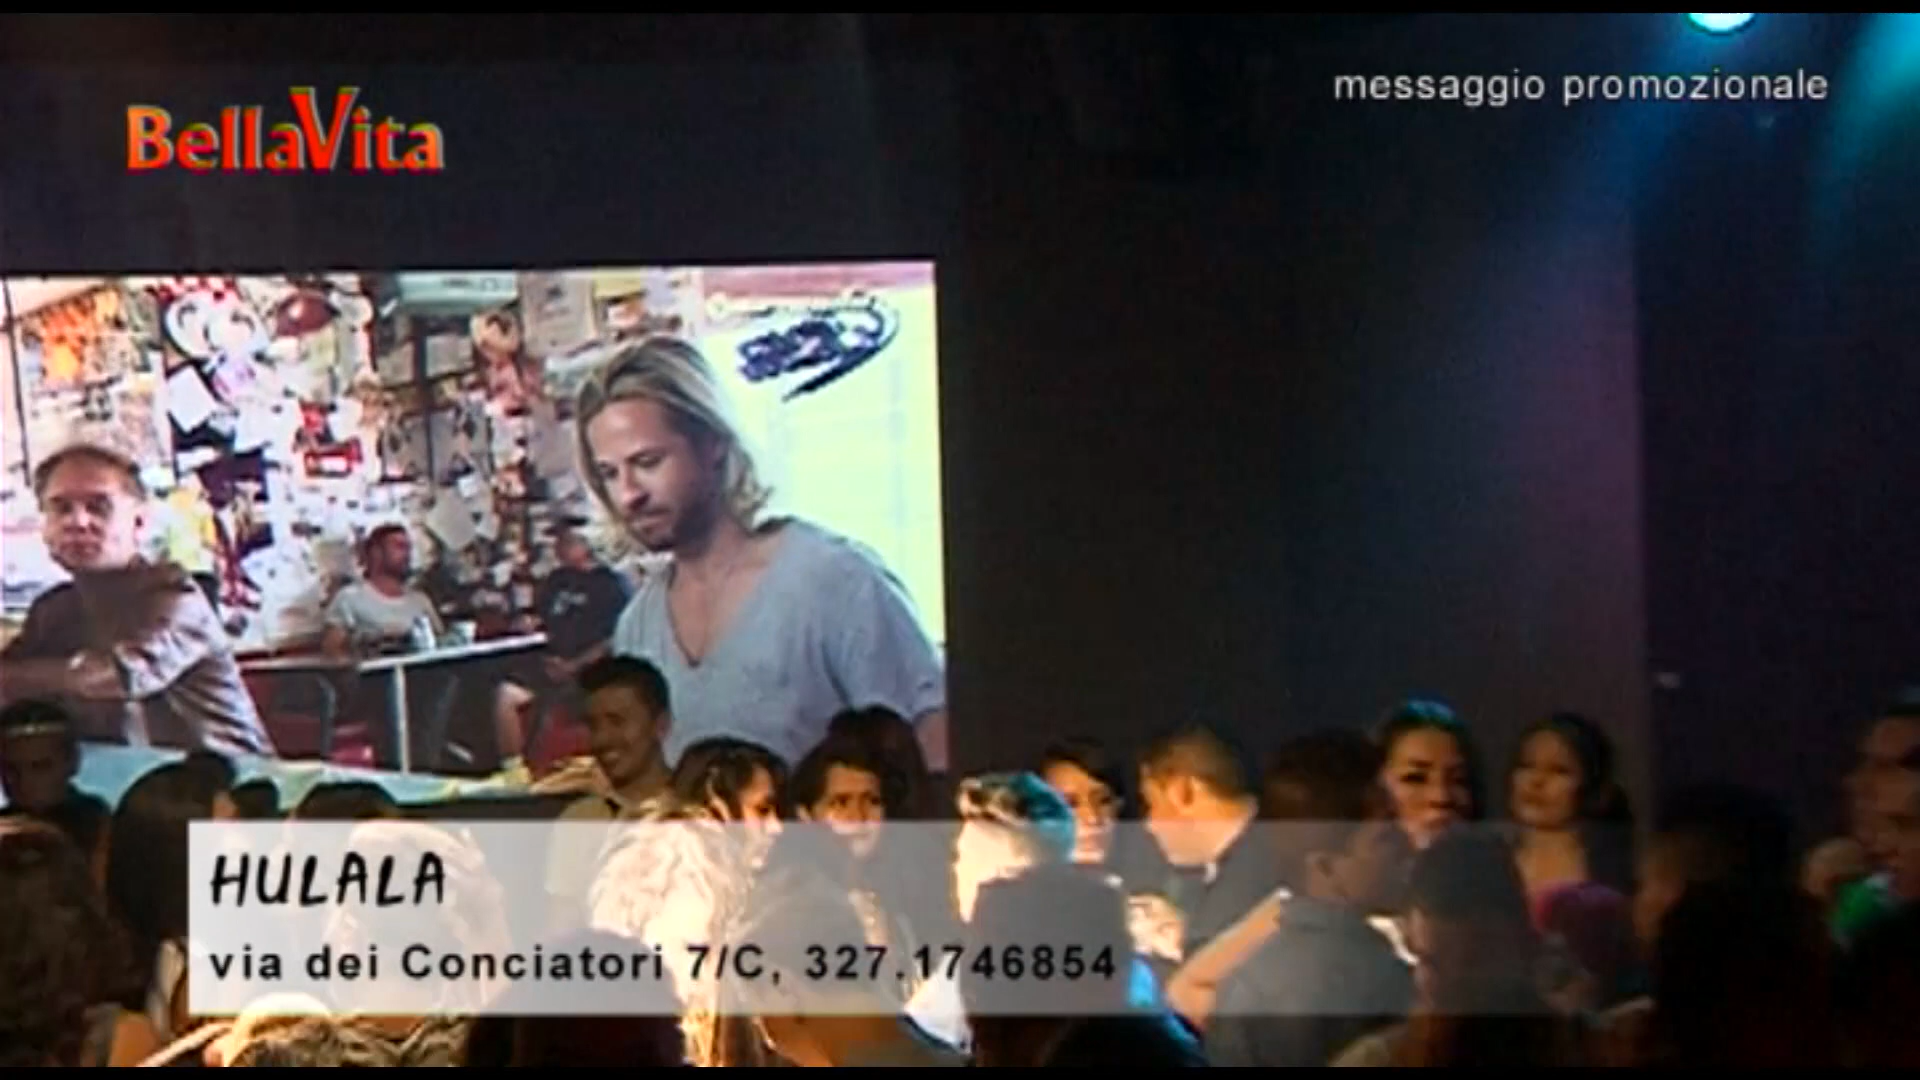 BellaVita
messaggio promozionale
HULALA
via dei Conciatori 7/C, 327.1746854